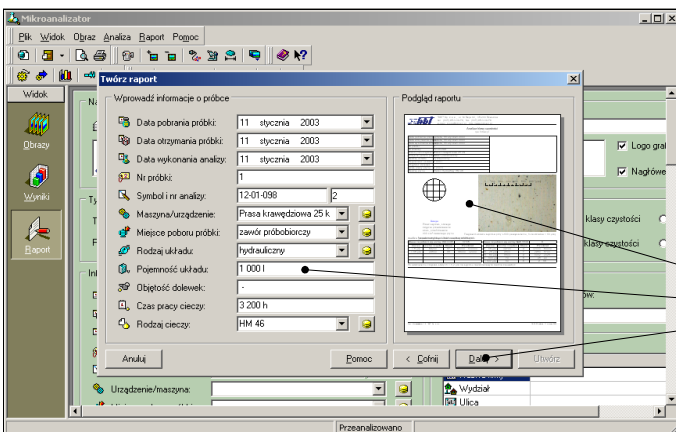 Mikroanalizator
Plik Widok Obraz Analiza Raport Pomoc
Widok
Obrazy
Wyniki
Raport
Twórz raport
Wprowadź informacje o próbce
Data pobrania próbki: 11 stycznia 2003
Data otrzymania próbki: 11 stycznia 2003
Data wykonania analizy: 11 stycznia 2003
Nr próbki: 1
Symbol i nr analizy: 12-01-098 2
Maszyna/urządzenie: Prasa krawędziowa 25 k
Miejsce poboru próbki: zawór próbobiorczy
Rodzaj układu: hydrauliczny
Pojemność układu: 1 000 l
Objętość dolewek: -
Czas pracy cieczy: 3 200 h
Rodzaj cieczy: HM 46
Podgląd raportu
Anuluj Pomoc < Cofnij Dalej > Utwórz
Logo gra
Nagłówe
klasy czystości
klasy czystości
Urządzenie/maszyna:
Wydział
Ulica
Przeanalizowano